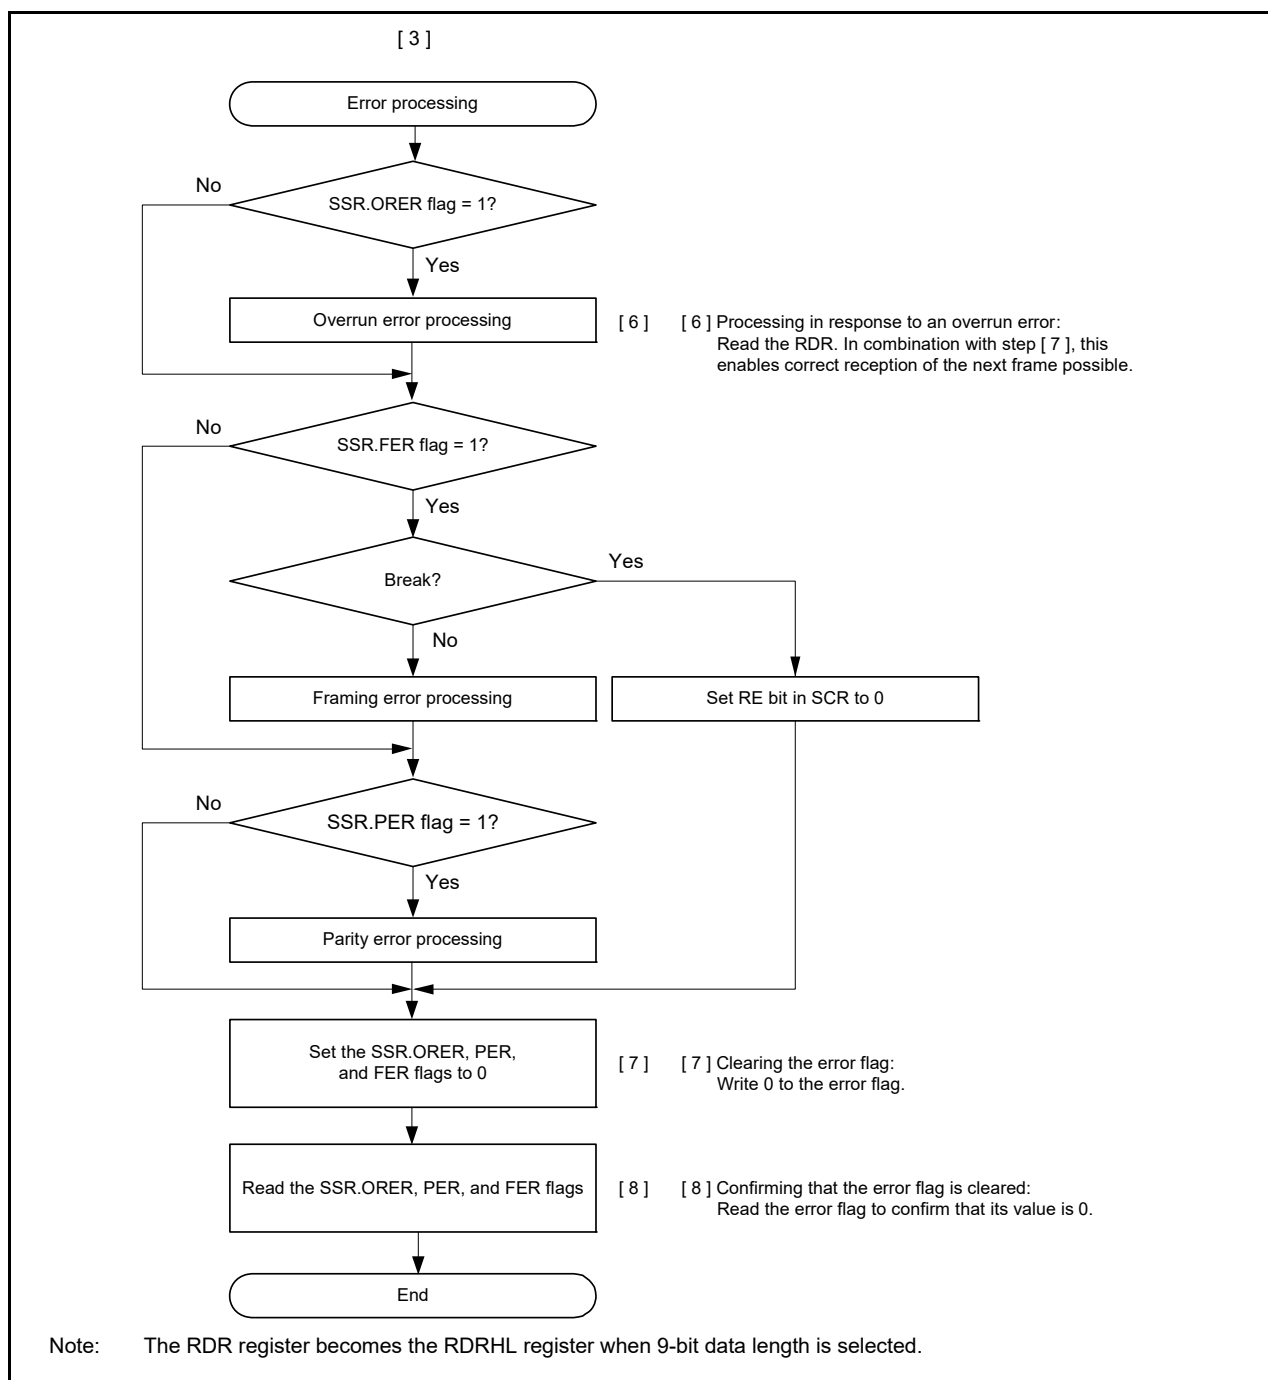 [ 3 ]
Error processing
No
SSR.ORER flag = 1?
Yes
Overrun error processing
[ 6 ]
[ 6 ] Processing in response to an overrun error:
Read the RDR. In combination with step [ 7 ], this
enables correct reception of the next frame possible.
No
SSR.FER flag = 1?
Yes
Break?
Yes
No
Framing error processing
Set RE bit in SCR to 0
No
SSR.PER flag = 1?
Yes
Parity error processing
Set the SSR.ORER, PER,
and FER flags to 0
[ 7 ]
[ 7 ] Clearing the error flag:
Write 0 to the error flag.
Read the SSR.ORER, PER, and FER flags
[ 8 ]
[ 8 ] Confirming that the error flag is cleared:
Read the error flag to confirm that its value is 0.
End
Note: The RDR register becomes the RDRHL register when 9-bit data length is selected.